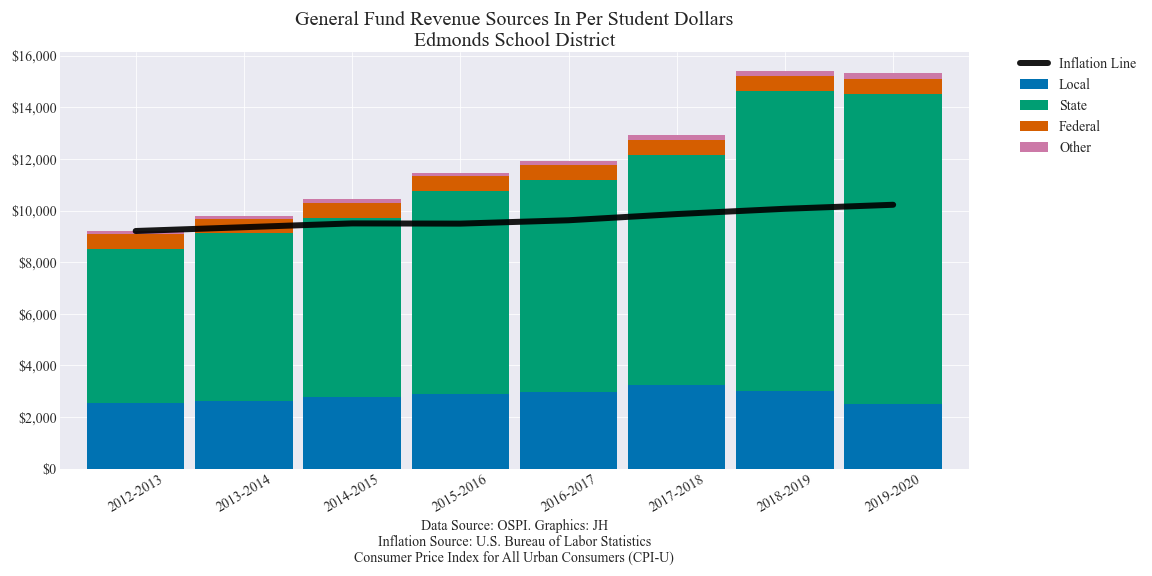 General Fund Revenue Sources In Per Student Dollars
Edmonds School District
$16,000
$14,000
$12,000
$10,000
$8,000
$6,000
$4,000
$2,000
$0
Inflation Line
Local
State
Federal
Other
2012-2013
2013-2014
2014-2015
2015-2016
2016-2017
2017-2018
2018-2019
2019-2020
Data Source: OSPI. Graphics: JH
Inflation Source: U.S. Bureau of Labor Statistics
Consumer Price Index for All Urban Consumers (CPI-U)